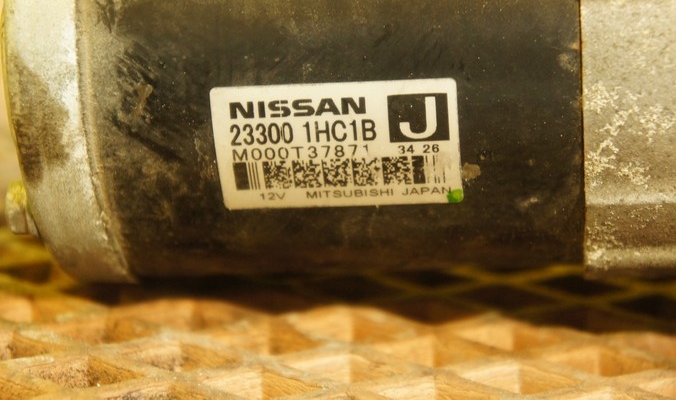 NISSAN J
23300 1HC1B
M000T37871 34 26
12V MITSUBISHI JAPAN